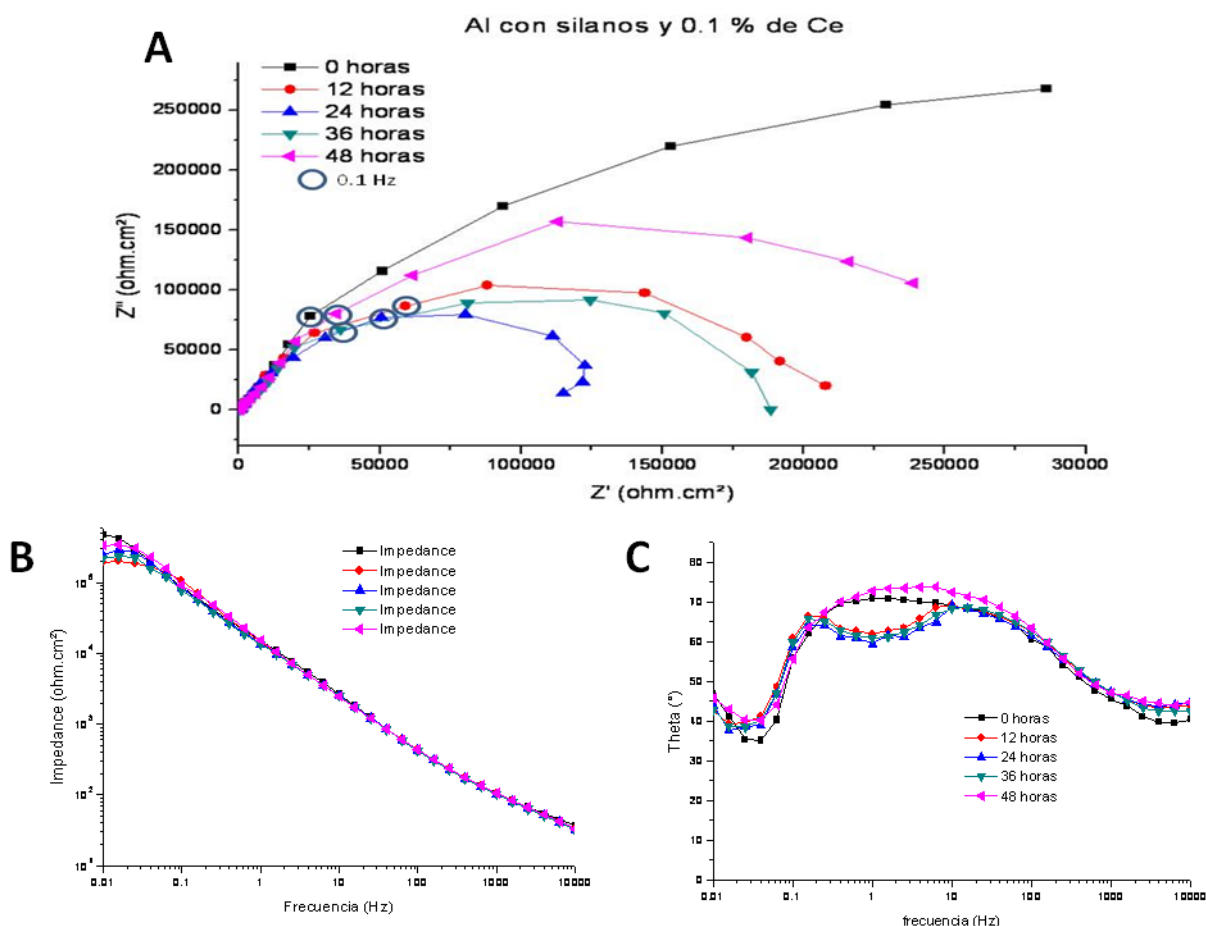 Al con silanos y 0.1 % de Ce
A
0 horas
12 horas
24 horas
36 horas
48 horas
0.1 Hz
250000
200000
150000
100000
50000
0
Z'' (ohm.cm²)
0 50000 100000 150000 200000 250000 30000
Z' (ohm.cm²)
B
Impedance
Impedance
Impedance
Impedance
Impedance
10⁴
10³
10²
10¹
Impedance (ohm.cm²)
0.01 0.1 1 10 100 1000 10000
Frecuencia (Hz)
C
80
70
60
50
40
30
20
10
0
Theta (°)
0 horas
12 horas
24 horas
36 horas
48 horas
0.01 0.1 1 10 100 1000 10000
frecuencia (Hz)